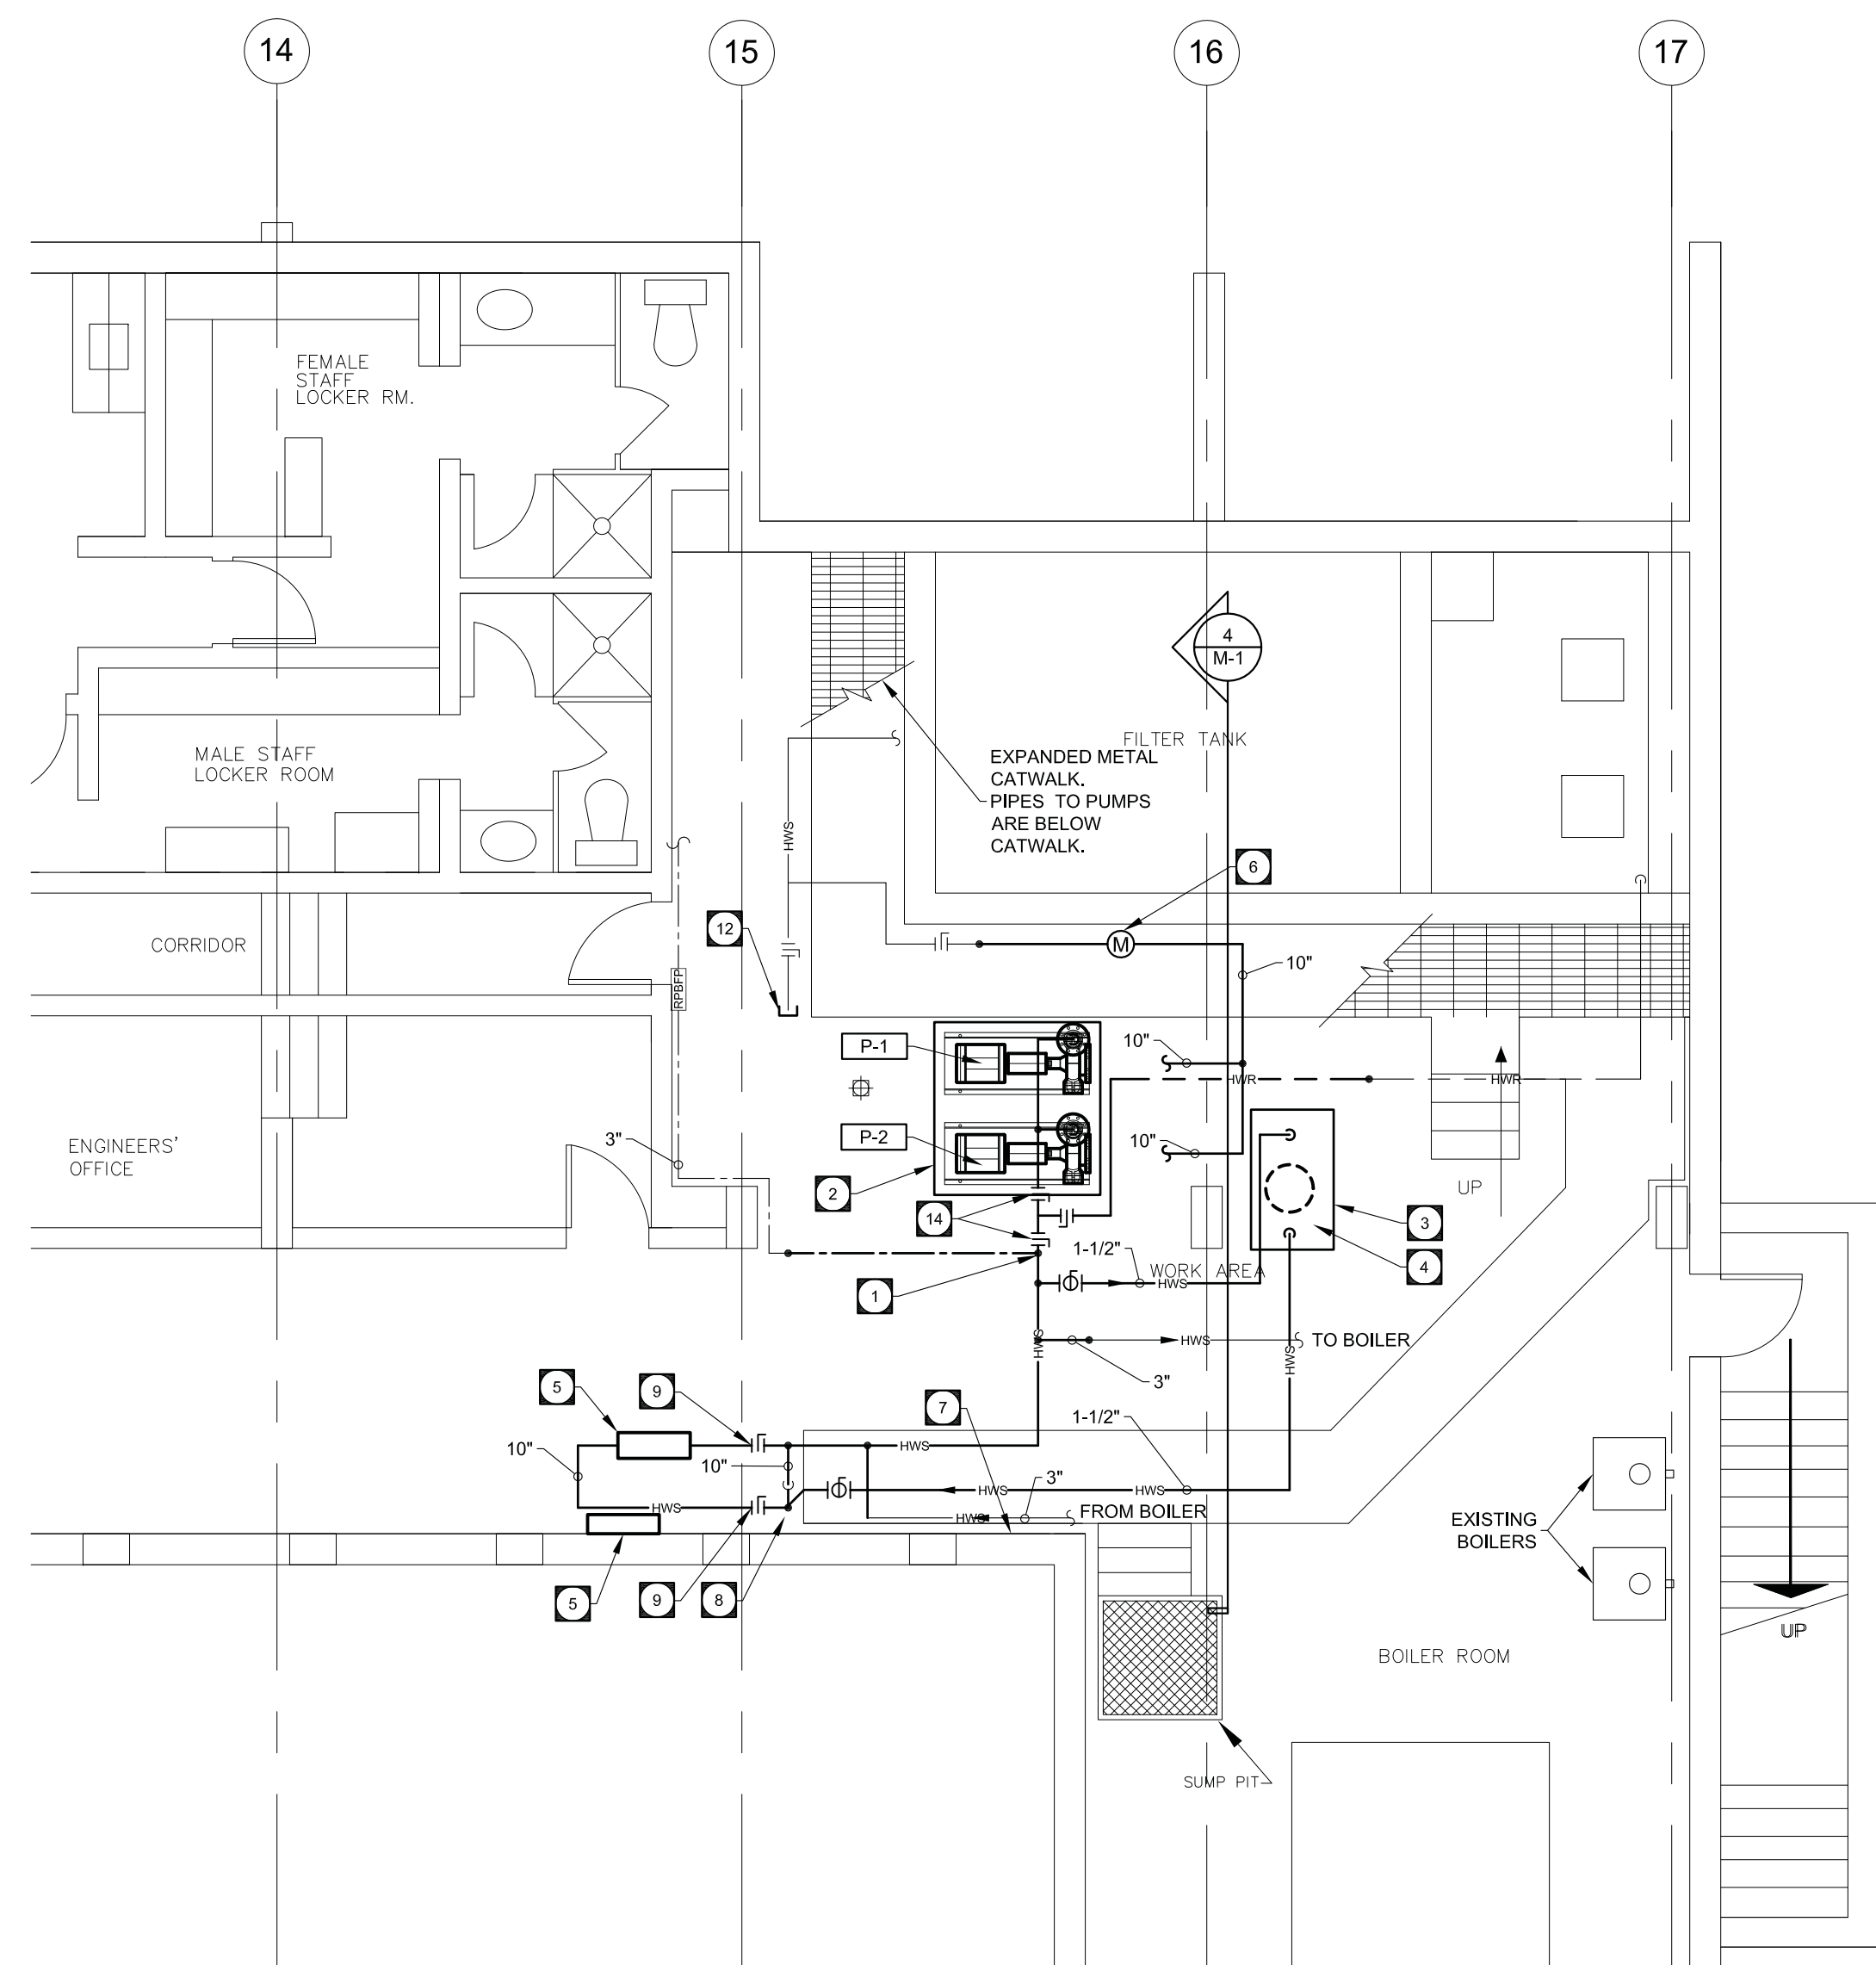 14
15
16
17
FEMALE
STAFF
LOCKER RM.
4
M-1
MALE STAFF
LOCKER ROOM
FILTER TANK
EXPANDED METAL
CATWALK.
PIPES TO PUMPS
ARE BELOW
CATWALK.
HWS
6
12
CORRIDOR
M
10"
RPBFP
P-1
10"
HWR
HWR
P-2
10"
3"
ENGINEERS'
OFFICE
2
14
UP
3
4
1-1/2"
WORK AREA
HWS
1
HWS
HWS
TO BOILER
HWS
3"
5
9
7
1-1/2"
10"
10"
HWS
3"
HWS
HWS
HWS
HWS
FROM BOILER
5
9
8
EXISTING
BOILERS
UP
BOILER ROOM
SUMP PIT